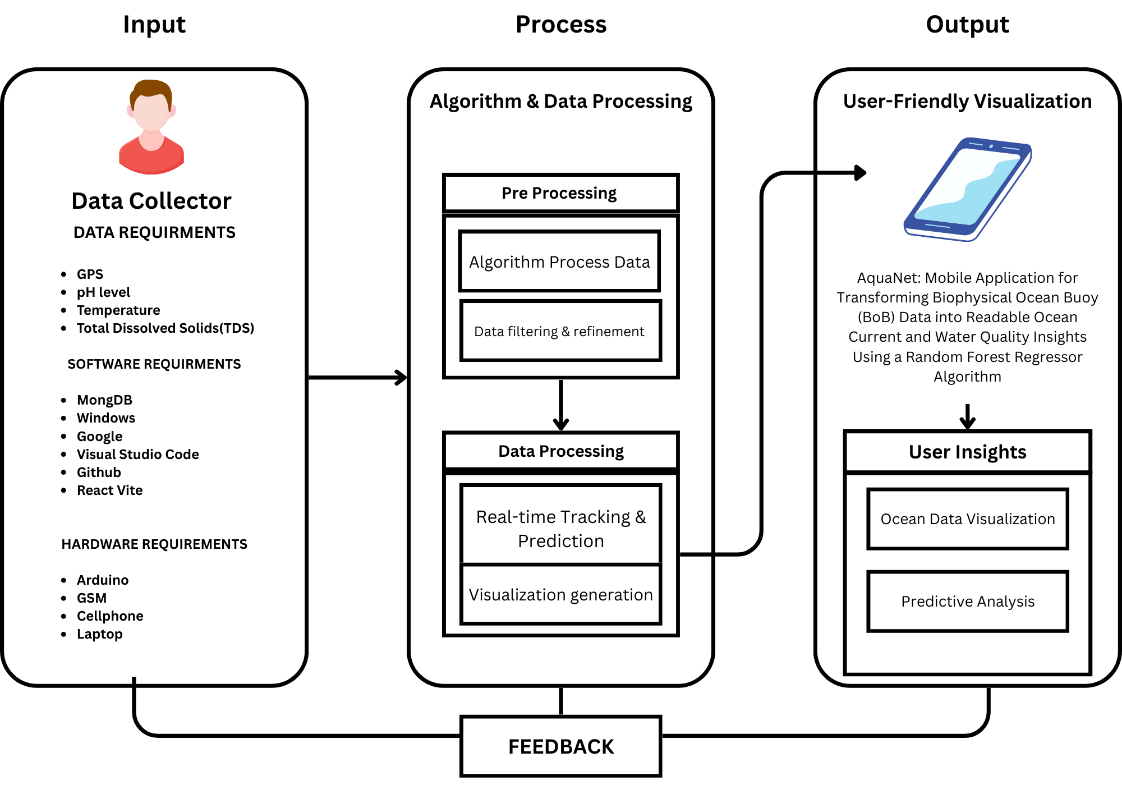 Input
Process
Output
Data Collector
DATA REQUIRMENTS
• GPS
• pH level
• Temperature
• Total Dissolved Solids(TDS)
SOFTWARE REQUIRMENTS
• MongDB
• Windows
• Google
• Visual Studio Code
• Github
• React Vite
HARDWARE REQUIREMENTS
• Arduino
• GSM
• Cellphone
• Laptop
Algorithm & Data Processing
Pre Processing
Algorithm Process Data
Data filtering & refinement
Data Processing
Real-time Tracking &
Prediction
Visualization generation
User-Friendly Visualization
AquaNet: Mobile Application for
Transforming Biophysical Ocean Buoy
(BoB) Data into Readable Ocean
Current and Water Quality Insights
Using a Random Forest Regressor
Algorithm
User Insights
Ocean Data Visualization
Predictive Analysis
FEEDBACK